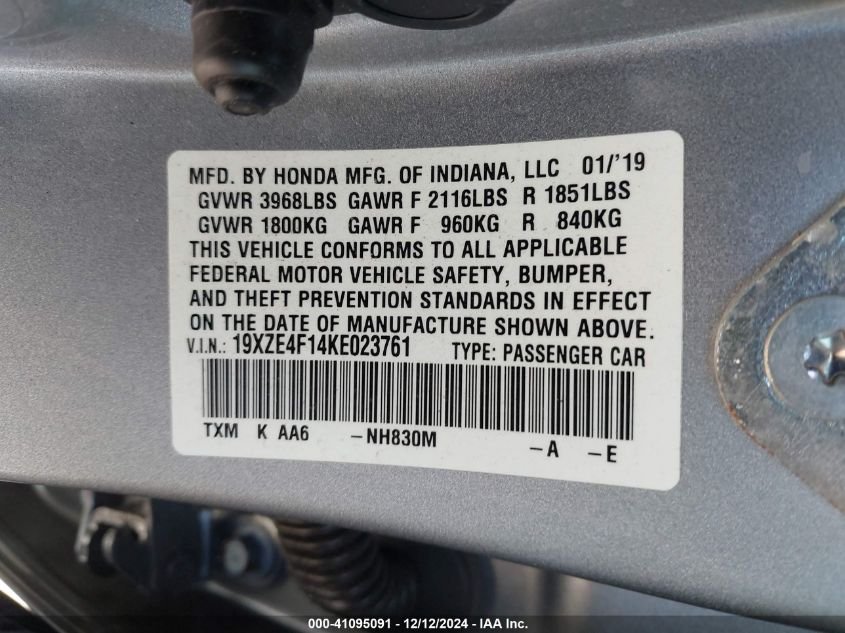 MFD. BY HONDA MFG. OF INDIANA, LLC 01/'19
GVWR 3968LBS GAWR F 2116LBS R 1851LBS
GVWR 1800KG GAWR F 960KG R 840KG
THIS VEHICLE CONFORMS TO ALL APPLICABLE
FEDERAL MOTOR VEHICLE SAFETY, BUMPER,
AND THEFT PREVENTION STANDARDS IN EFFECT
ON THE DATE OF MANUFACTURE SHOWN ABOVE.
V.I.N.: 19XZE4F14KE023761 TYPE: PASSENGER CAR
TXM K AA6 -NH830M -A -E
000-41095091 - 12/12/2024 - IAA Inc.